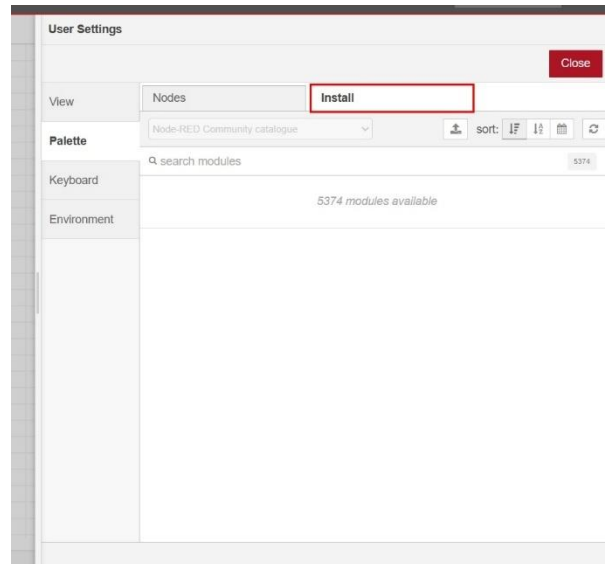 User Settings
Close
View
Nodes
Install
Palette
Node-RED Community catalogue
sort:
Keyboard
search modules
5374
Environment
5374 modules available